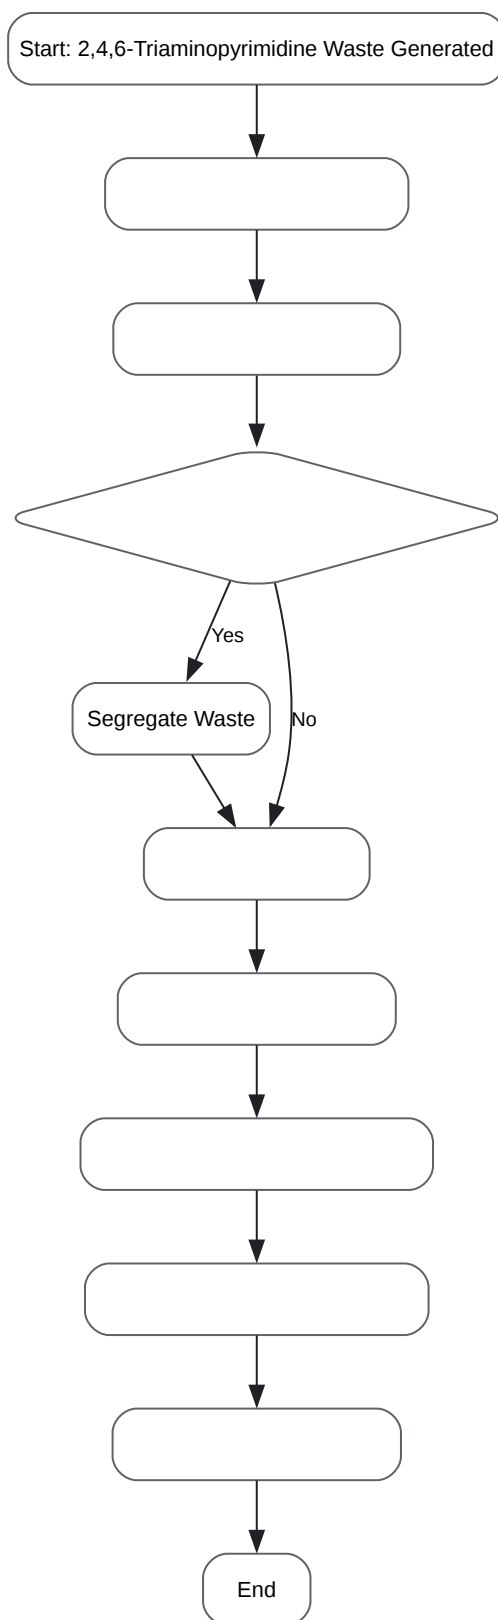 Start: 2,4,6-Triaminopyrimidine Waste Generated
Yes
Segregate Waste
No
End